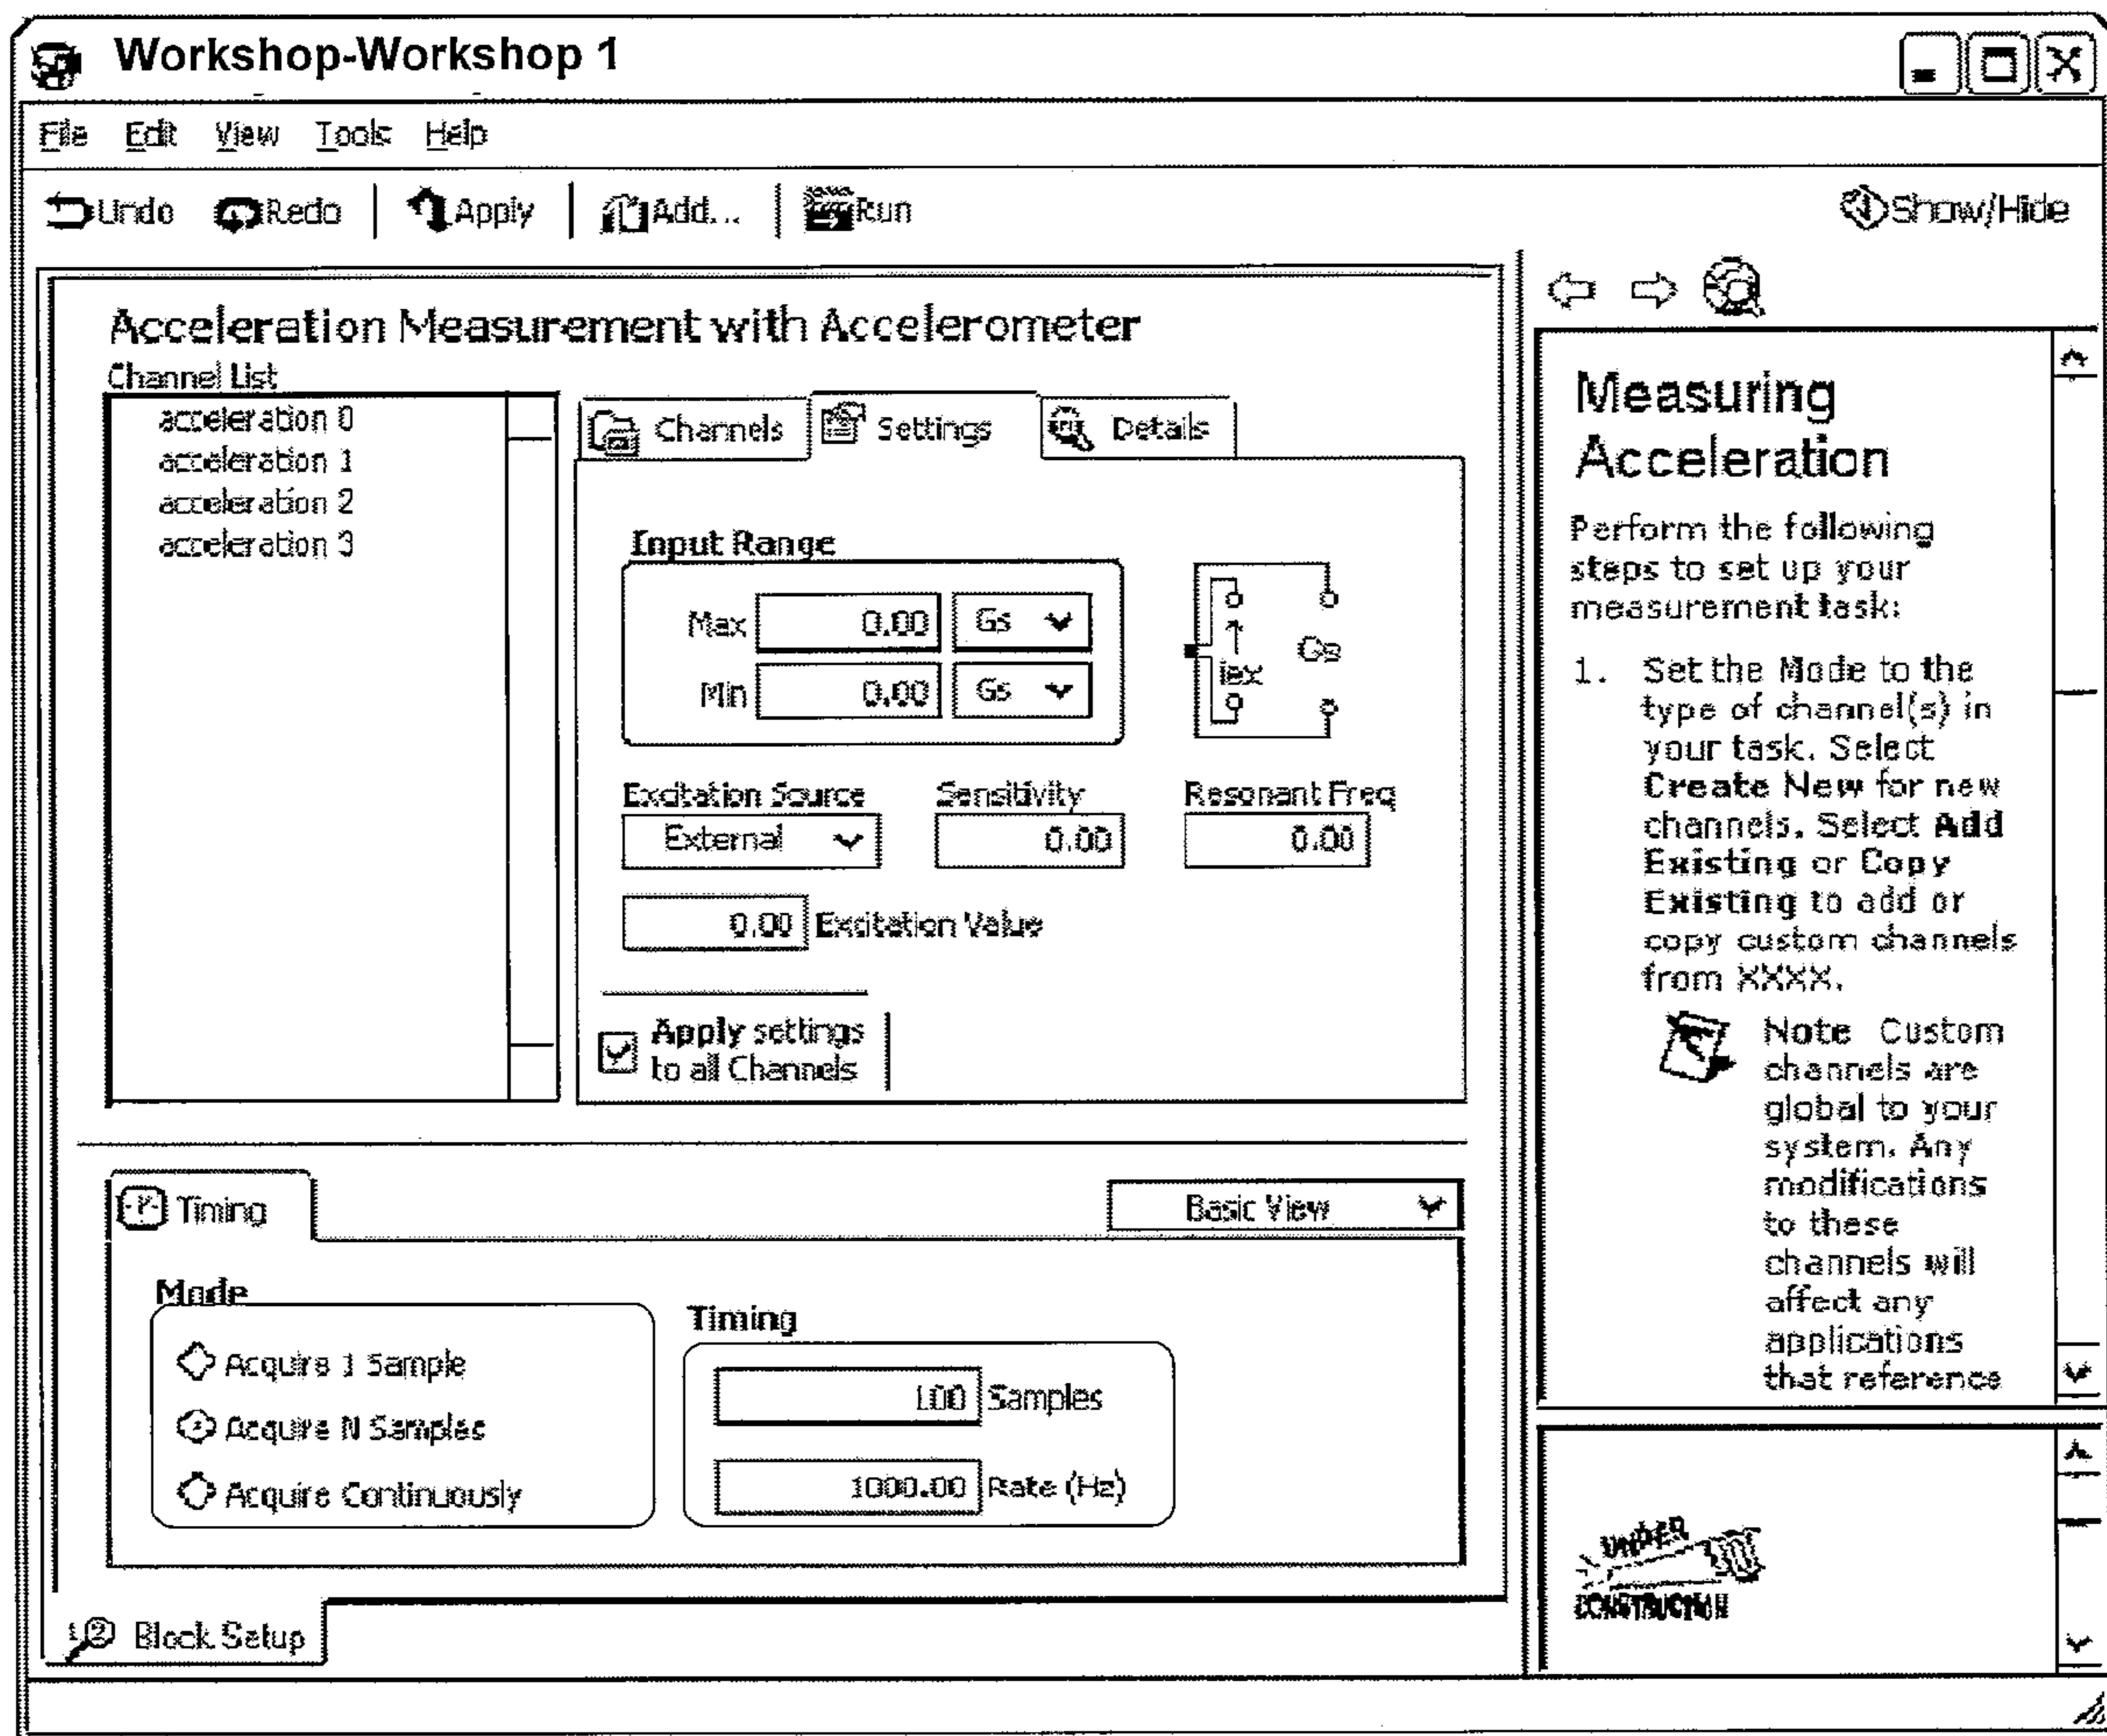 Workshop-Workshop 1
File Edit View Tools Help
Undo Redo Apply Add... Run Show/Hide
Acceleration Measurement with Accelerometer
Channel List
acceleration 0
acceleration 1
acceleration 2
acceleration 3
Channels Settings Details
Input Range
Max 0.00 Gs
Min 0.00 Gs
Iex Gs
Excitation Source Sensitivity Resonant Freq
External 0.00 0.00
0.00 Excitation Value
Apply settings
to all Channels
Timing Basic View
Mode
Acquire 1 Sample
Acquire N Samples
Acquire Continuously
Timing
100 Samples
1000.00 Rate (Hz)
Block Setup
Measuring
Acceleration
Perform the following
steps to set up your
measurement task:
1. Set the Mode to the
type of channel(s) in
your task. Select
Create New for new
channels. Select Add
Existing or Copy
Existing to add or
copy custom channels
from XXXX.
Note Custom
channels are
global to your
system. Any
modifications
to these
channels will
affect any
applications
that reference
UNDER
CONSTRUCTION